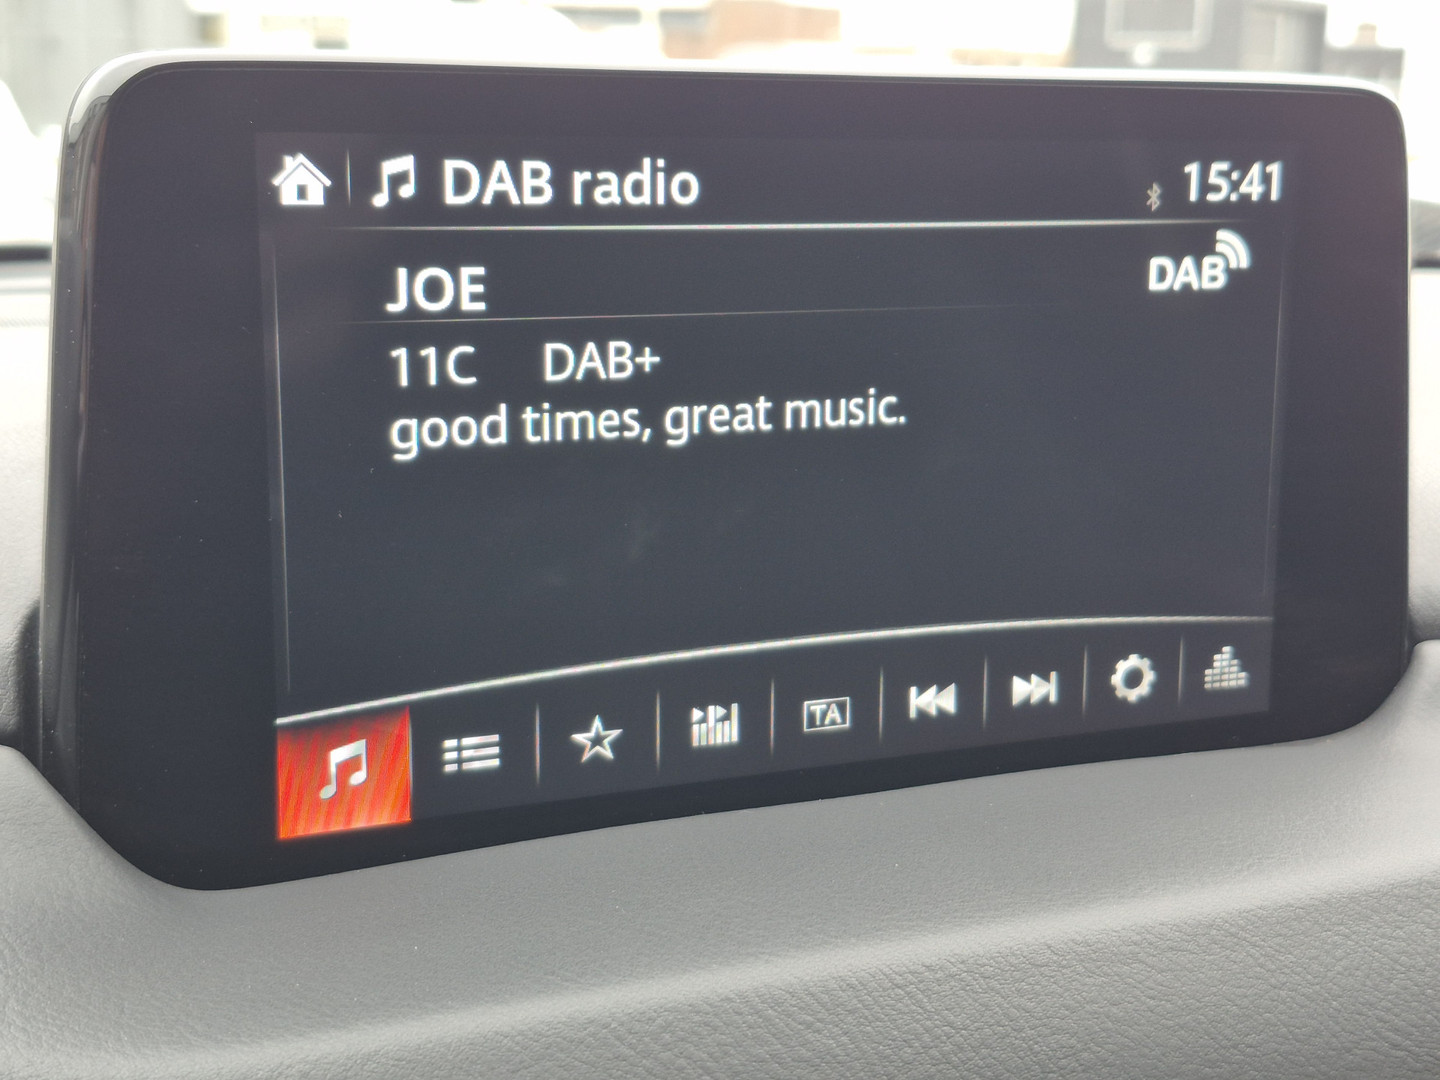 DAB radio 15:41
JOE DAB
11C DAB+
good times, great music.
TA